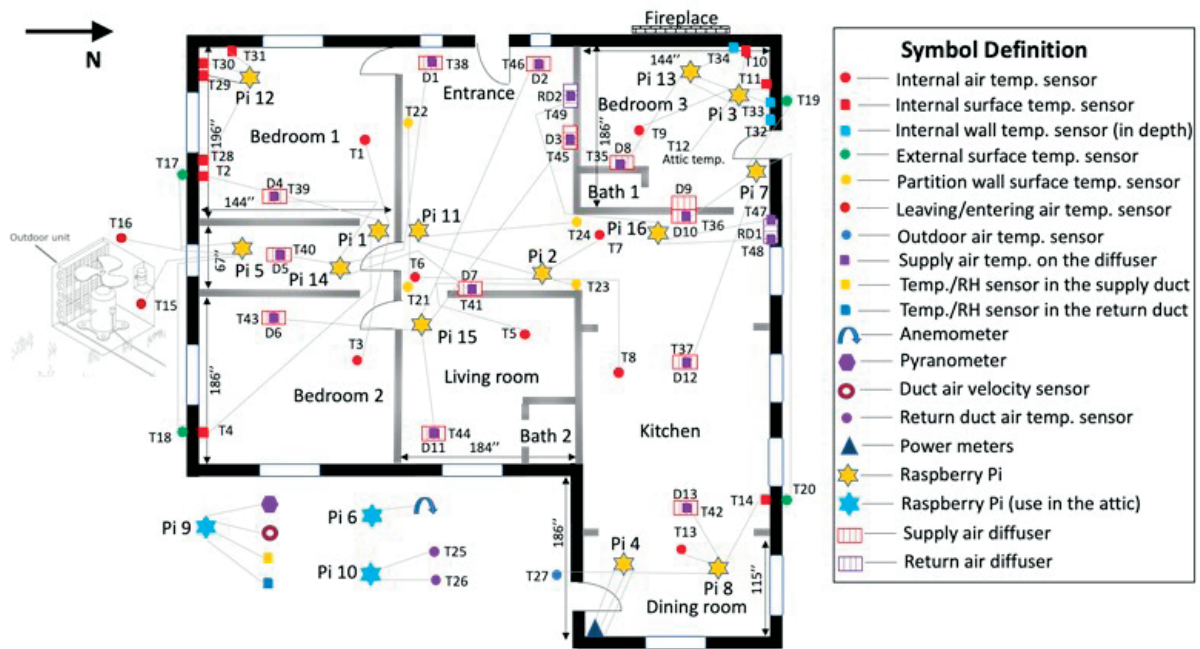 Fireplace
N
T30
T31
T29
Pi 12
196’’
Bedroom 1
T1
T28
T2
T17
D4
T39
144’’
D1
T38
T22
Entrance
T46
D2
RD2
T49
D3
T45
144’’
T34
T10
Pi 13
T11
Pi 3
Bedroom 3
T33
T32
T19
186’’
T9
T12
Attic temp.
T35
D8
Bath 1
Pi 7
D9
D10
T36
T47
RD1
T48
Pi 16
T24
T7
T16
Outdoor unit
T15
67’’
Pi 5
T40
D5
Pi 14
Pi 1
Pi 11
Pi 2
T6
T21
D7
T41
T23
T43
D6
Pi 15
T5
T3
186’’
Bedroom 2
Living room
T8
T37
D12
T18
T4
T44
D11
184’’
Bath 2
Kitchen
T14
T20
D13
T42
T13
Pi 9
Pi 6
Pi 10
T25
T26
186’’
T27
Pi 4
Pi 8
115’’
Dining room
Symbol Definition
Internal air temp. sensor
Internal surface temp. sensor
Internal wall temp. sensor (in depth)
External surface temp. sensor
Partition wall surface temp. sensor
Leaving/entering air temp. sensor
Outdoor air temp. sensor
Supply air temp. on the diffuser
Temp./RH sensor in the supply duct
Temp./RH sensor in the return duct
Anemometer
Pyranometer
Duct air velocity sensor
Return duct air temp. sensor
Power meters
Raspberry Pi
Raspberry Pi (use in the attic)
Supply air diffuser
Return air diffuser